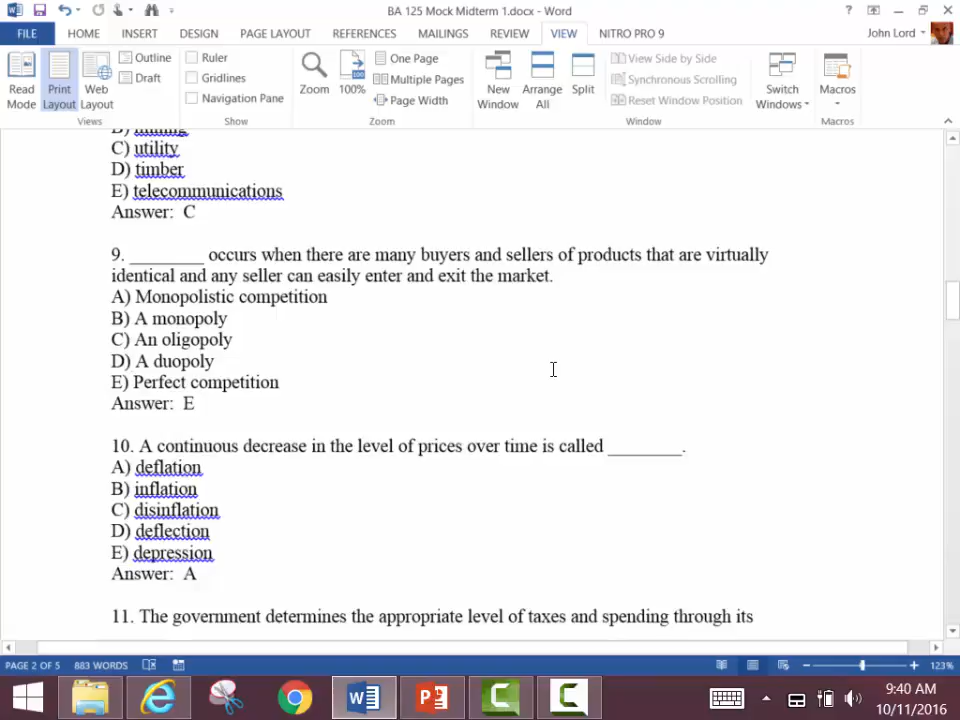 BA 125 Mock Midterm 1.docx - Word
FILE HOME INSERT DESIGN PAGE LAYOUT REFERENCES MAILINGS REVIEW VIEW NITRO PRO 9 John Lord
Read Mode
Print Layout
Web Layout
Outline
Draft
Views
Ruler
Gridlines
Navigation Pane
Show
Zoom
100%
One Page
Multiple Pages
Page Width
Zoom
New Window
Arrange All
Split
View Side by Side
Synchronous Scrolling
Reset Window Position
Window
Switch Windows
Macros
Macros
B) mining
C) utility
D) timber
E) telecommunications
Answer: C
9. ________ occurs when there are many buyers and sellers of products that are virtually
identical and any seller can easily enter and exit the market.
A) Monopolistic competition
B) A monopoly
C) An oligopoly
D) A duopoly
E) Perfect competition
Answer: E
10. A continuous decrease in the level of prices over time is called ________.
A) deflation
B) inflation
C) disinflation
D) deflection
E) depression
Answer: A
11. The government determines the appropriate level of taxes and spending through its
PAGE 2 OF 5 883 WORDS 123%
9:40 AM
10/11/2016